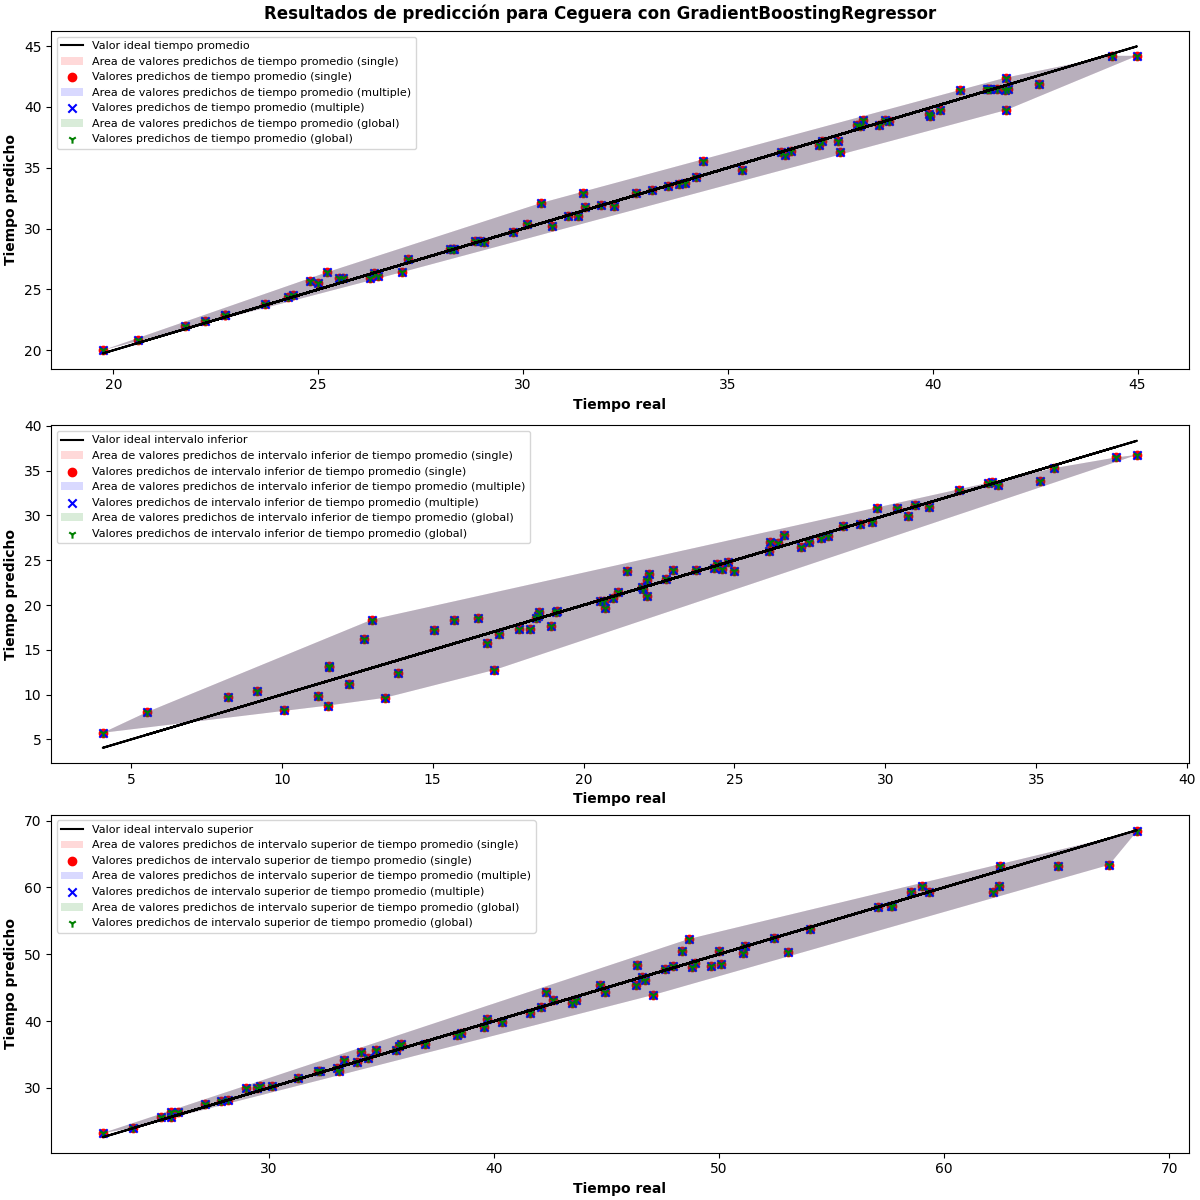 Resultados de predicción para Ceguera con GradientBoostingRegressor
Valor ideal tiempo promedio
Area de valores predichos de tiempo promedio (single)
Valores predichos de tiempo promedio (single)
Area de valores predichos de tiempo promedio (multiple)
Valores predichos de tiempo promedio (multiple)
Area de valores predichos de tiempo promedio (global)
Valores predichos de tiempo promedio (global)
Tiempo predicho
45
40
35
30
25
20
20 25 30 35 40 45
Tiempo real
Valor ideal intervalo inferior
Area de valores predichos de intervalo inferior de tiempo promedio (single)
Valores predichos de intervalo inferior de tiempo promedio (single)
Area de valores predichos de intervalo inferior de tiempo promedio (multiple)
Valores predichos de intervalo inferior de tiempo promedio (multiple)
Area de valores predichos de intervalo inferior de tiempo promedio (global)
Valores predichos de intervalo inferior de tiempo promedio (global)
Tiempo predicho
40
35
30
25
20
15
10
5
5 10 15 20 25 30 35 40
Tiempo real
Valor ideal intervalo superior
Area de valores predichos de intervalo superior de tiempo promedio (single)
Valores predichos de intervalo superior de tiempo promedio (single)
Area de valores predichos de intervalo superior de tiempo promedio (multiple)
Valores predichos de intervalo superior de tiempo promedio (multiple)
Area de valores predichos de intervalo superior de tiempo promedio (global)
Valores predichos de intervalo superior de tiempo promedio (global)
Tiempo predicho
70
60
50
40
30
30 40 50 60 70
Tiempo real